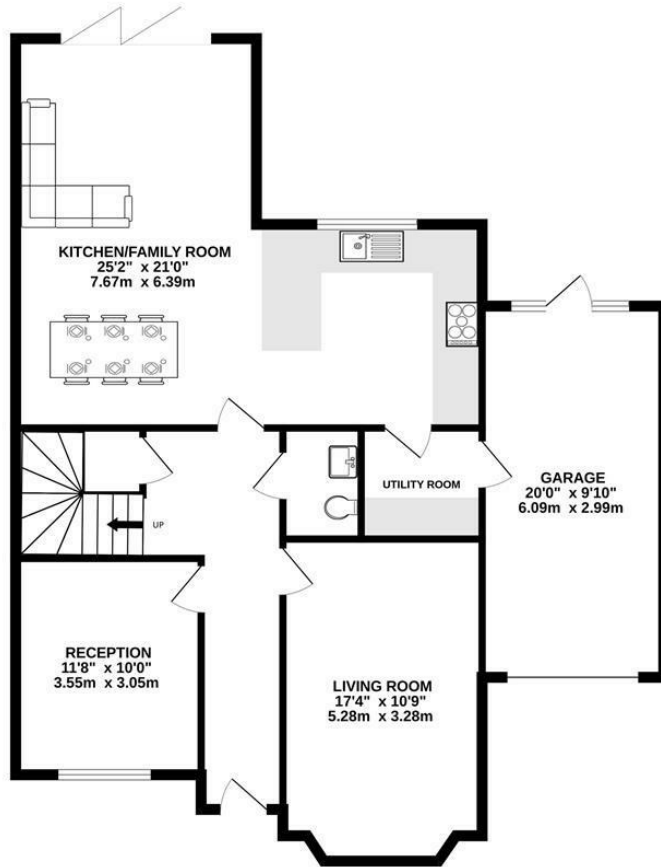 KITCHEN/FAMILY ROOM
25'2" x 21'0"
7.67m x 6.39m
UTILITY ROOM
GARAGE
20'0" x 9'10"
6.09m x 2.99m
UP
RECEPTION
11'8" x 10'0"
3.55m x 3.05m
LIVING ROOM
17'4" x 10'9"
5.28m x 3.28m